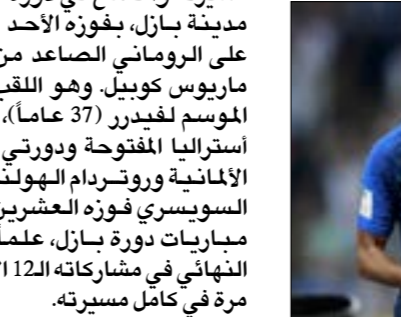 مدينة بازل، بفوزه الأحد
على الروماني الصاعد من
ماريوس كوبيل. وهو اللقب
الموسم لفيدرر (37 عاماً)،
أستراليا المفتوحة ودورتي
الألمانية وروتردام الهولند
السويسري فوزه العشرين
مباريات دورة بازل، علماً
النهائي في مشاركاته الـ12 ا
مرة في كامل مسيرته.